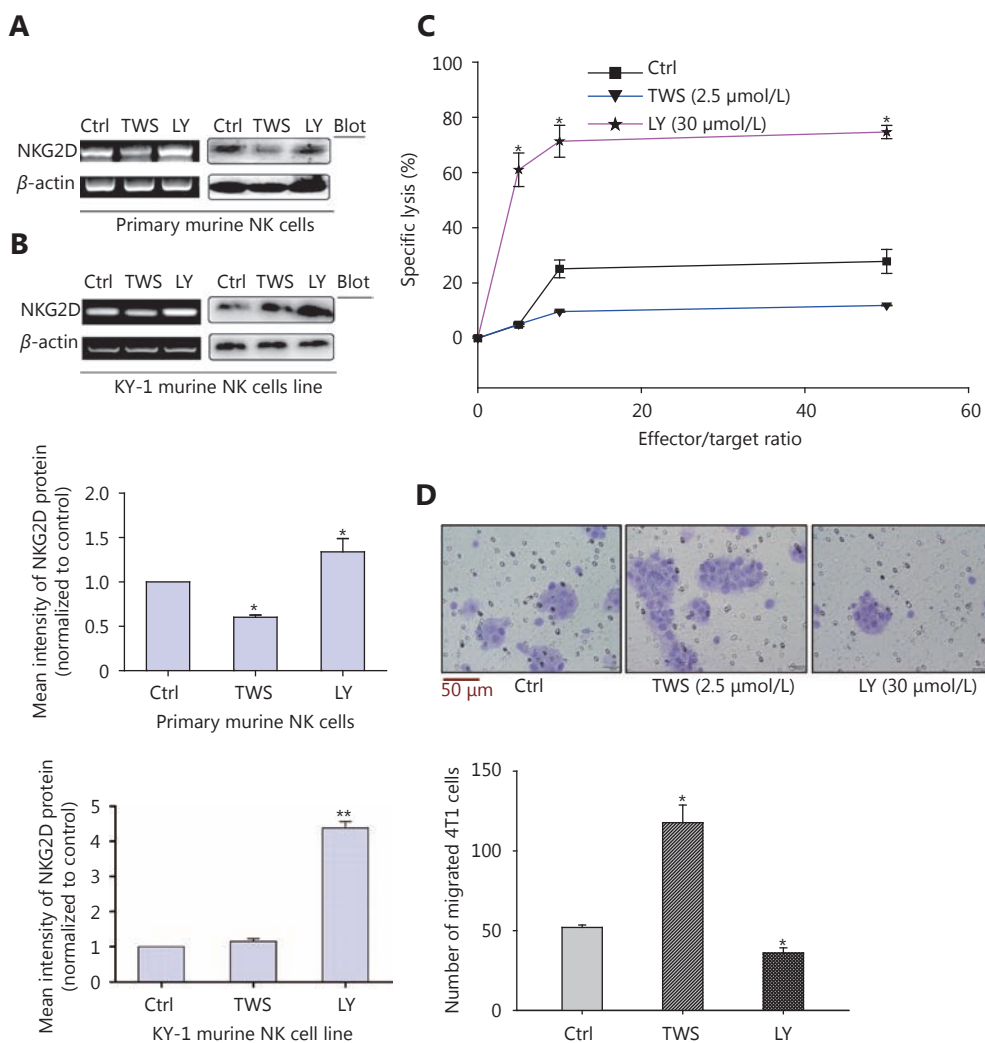 A
Ctrl TWS LY Ctrl TWS LY Blot
NKG2D
β-actin
Primary murine NK cells
B
Ctrl TWS LY Ctrl TWS LY Blot
NKG2D
β-actin
KY-1 murine NK cells line
Mean intensity of NKG2D protein
(normalized to control)
2.0
1.5
1.0
0.5
0
*
*
Ctrl TWS LY
Primary murine NK cells
Mean intensity of NKG2D protein
(normalized to control)
5
4
3
2
1
0
**
Ctrl TWS LY
KY-1 murine NK cell line
C
Specific lysis (%)
100
80
60
40
20
0
Ctrl
TWS (2.5 μmol/L)
LY (30 μmol/L)
* * *
0 20 40 60
Effector/target ratio
D
50 μm
Ctrl TWS (2.5 μmol/L) LY (30 μmol/L)
Number of migrated 4T1 cells
150
100
50
0
*
*
Ctrl TWS LY